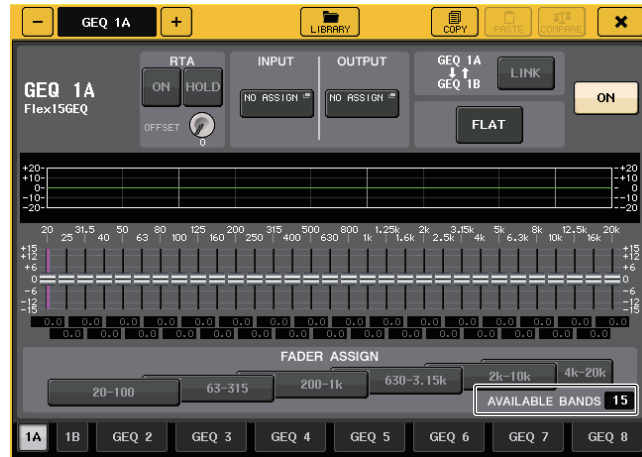 − GEQ 1A +
LIBRARY
COPY PASTE COMPARE ×
GEQ 1A
Flex15GEQ
RTA
ON HOLD
OFFSET
0
INPUT OUTPUT
NO ASSIGN NO ASSIGN
GEQ 1A
GEQ 1B
LINK
FLAT
ON
+20 +20
+10 +10
0 0
-10 -10
-20 -20
20 31.5 50 80 125 200 315 500 800 1.25k 2k 3.15k 5k 8k 12.5k 20k
25 40 63 100 160 250 400 630 1k 1.6k 2.5k 4k 6.3k 10k 16k
+15 +15
+12 +12
+6 +6
0 0
-6 -6
-12 -12
-15 -15
0.0 0.0 0.0 0.0 0.0 0.0 0.0 0.0 0.0 0.0 0.0 0.0 0.0 0.0 0.0 0.0
0.0 0.0 0.0 0.0 0.0 0.0 0.0 0.0 0.0 0.0 0.0 0.0 0.0 0.0 0.0
FADER ASSIGN
20-100 63-315 200-1k 630-3.15k 2k-10k 4k-20k
AVAILABLE BANDS 15
1A 1B GEQ 2 GEQ 3 GEQ 4 GEQ 5 GEQ 6 GEQ 7 GEQ 8